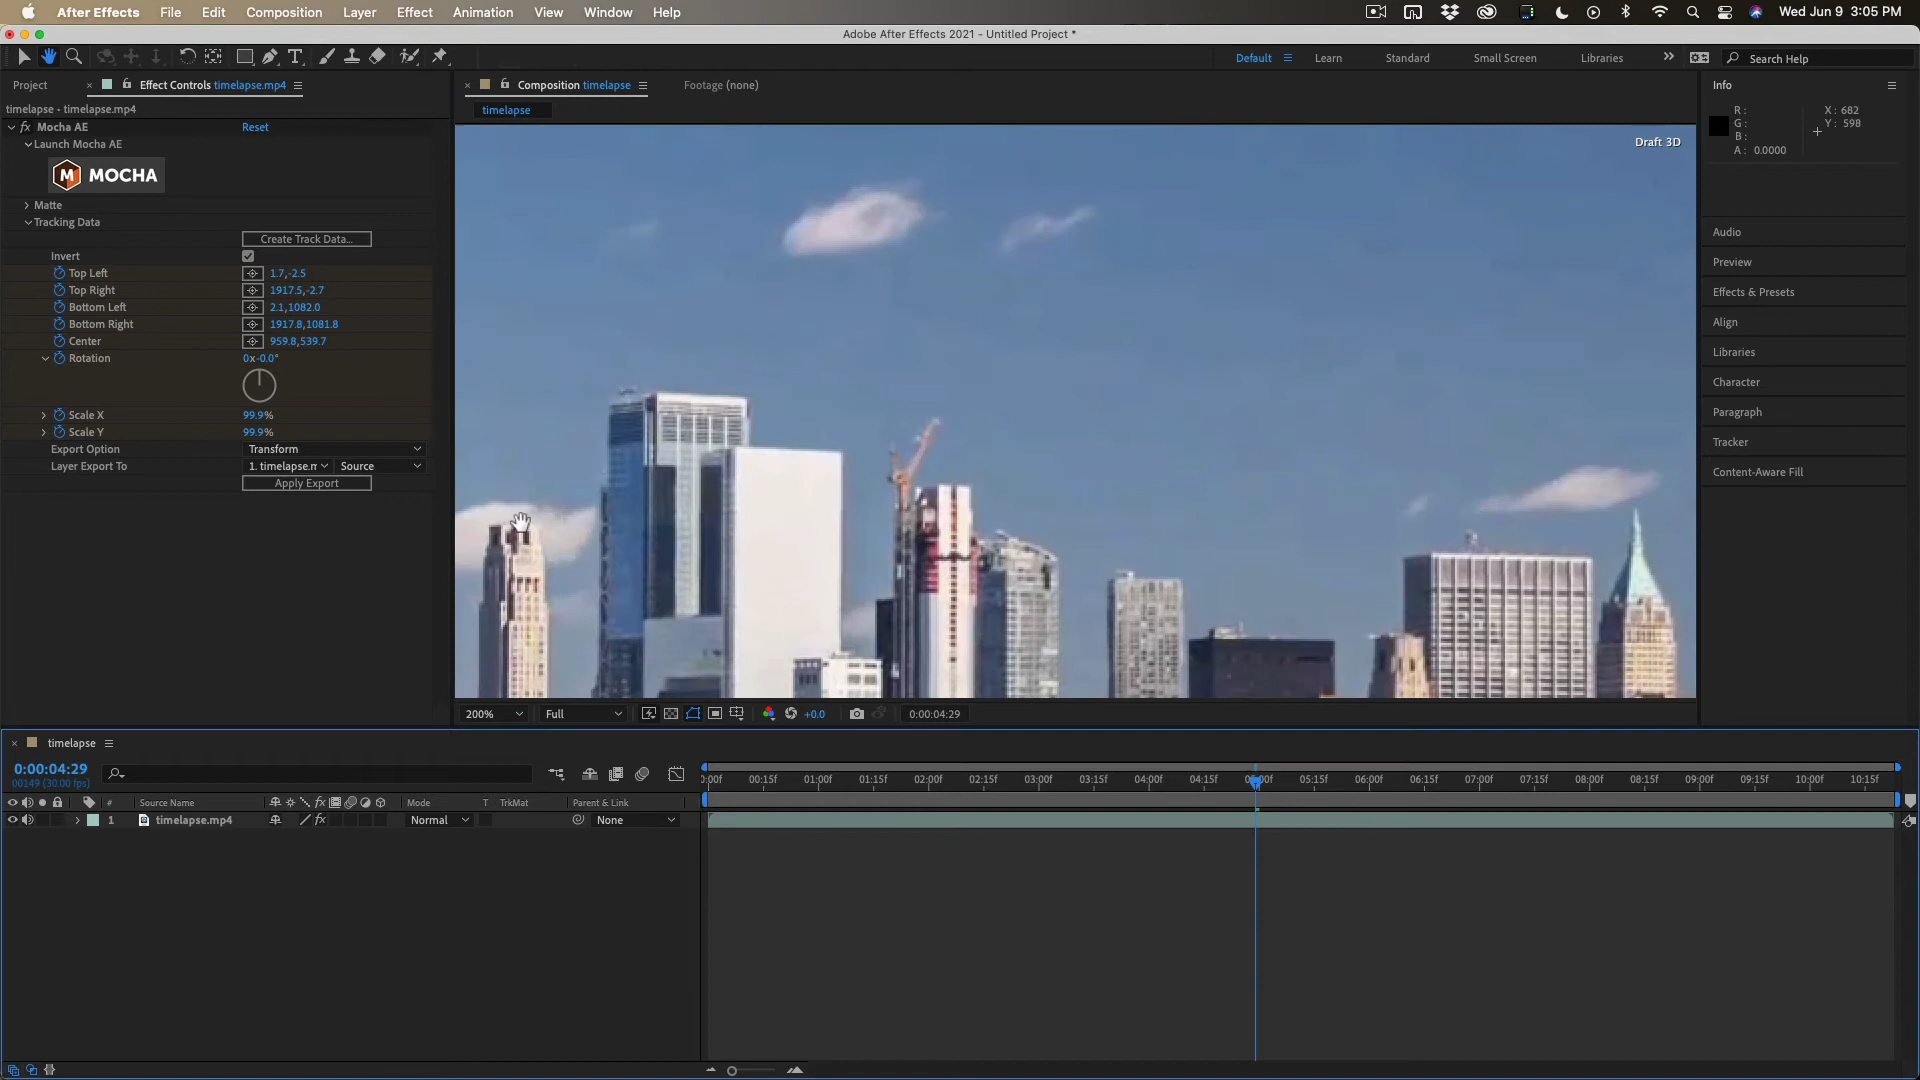 After Effects File Edit Composition Layer Effect Animation View Window Help Wed Jun 9 3:05 PM
Adobe After Effects 2021 - Untitled Project *
Default Learn Standard Small Screen Libraries Search Help
Project Effect Controls timelapse.mp4 Composition timelapse Footage (none) Info
timelapse • timelapse.mp4 timelapse
R : X : 682
G : Y : 598
B :
A : 0.0000
fx Mocha AE Reset
Launch Mocha AE
M MOCHA
Draft 3D
Matte
Tracking Data
Create Track Data...
Invert
Top Left 1.7,-2.5
Top Right 1917.5,-2.7
Bottom Left 2.1,1082.0
Bottom Right 1917.8,1081.8
Center 959.8,539.7
Rotation 0x-0.0°
Scale X 99.9%
Scale Y 99.9%
Export Option Transform
Layer Export To 1. timelapse.m Source
Apply Export
Audio
Preview
Effects & Presets
Align
Libraries
Character
Paragraph
Tracker
Content-Aware Fill
200% Full +0.0 0:00:04:29
timelapse
0:00:04:29
00149 (30.00 fps)
00:15f 01:00f 01:15f 02:00f 02:15f 03:00f 03:15f 04:00f 04:15f 05:15f 06:00f 06:15f 07:00f 07:15f 08:00f 08:15f 09:00f 09:15f 10:00f 10:15f
# Source Name fx Mode T TrkMat Parent & Link
1 timelapse.mp4 fx Normal None